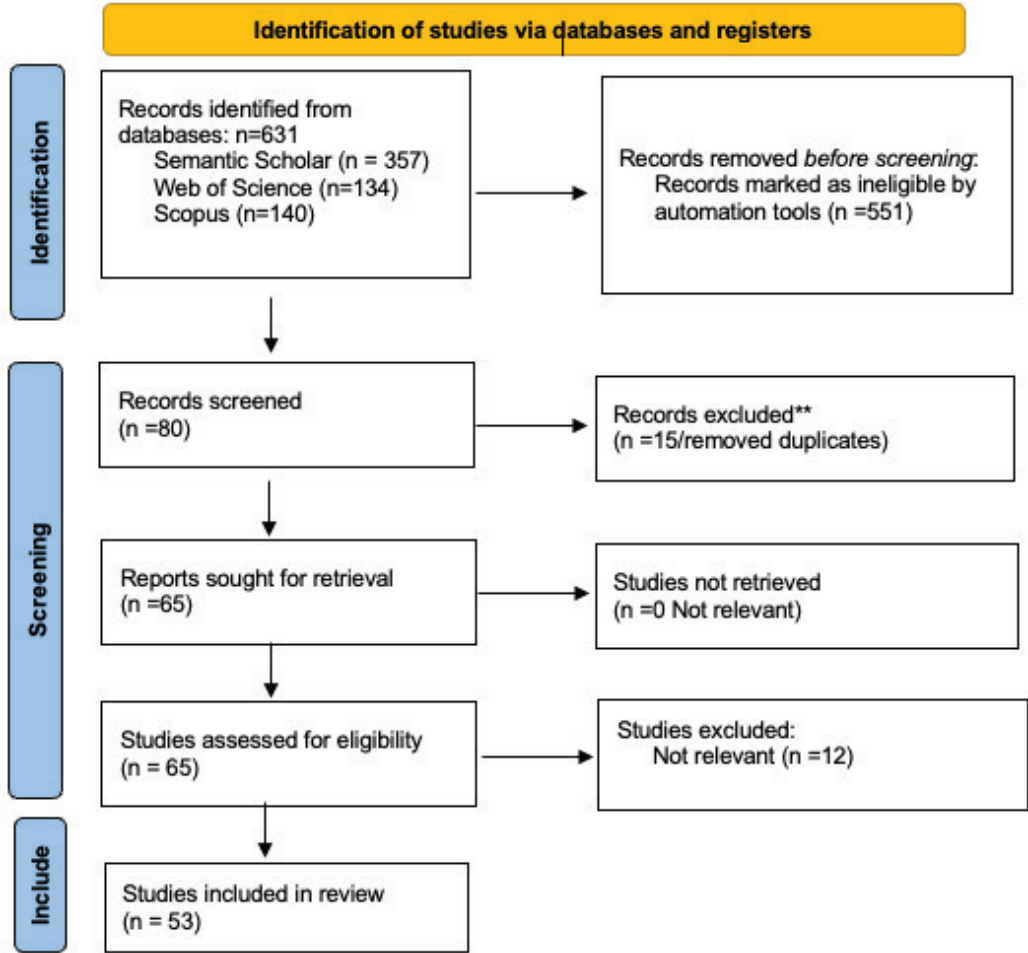 Identification of studies via databases and registers
Identification
Records identified from
databases: n=631
Semantic Scholar (n = 357)
Web of Science (n=134)
Scopus (n=140)
Records removed before screening:
Records marked as ineligible by
automation tools (n =551)
Screening
Records screened
(n =80)
Records excluded**
(n =15/removed duplicates)
Reports sought for retrieval
(n =65)
Studies not retrieved
(n =0 Not relevant)
Studies assessed for eligibility
(n = 65)
Studies excluded:
Not relevant (n =12)
Include
Studies included in review
(n = 53)